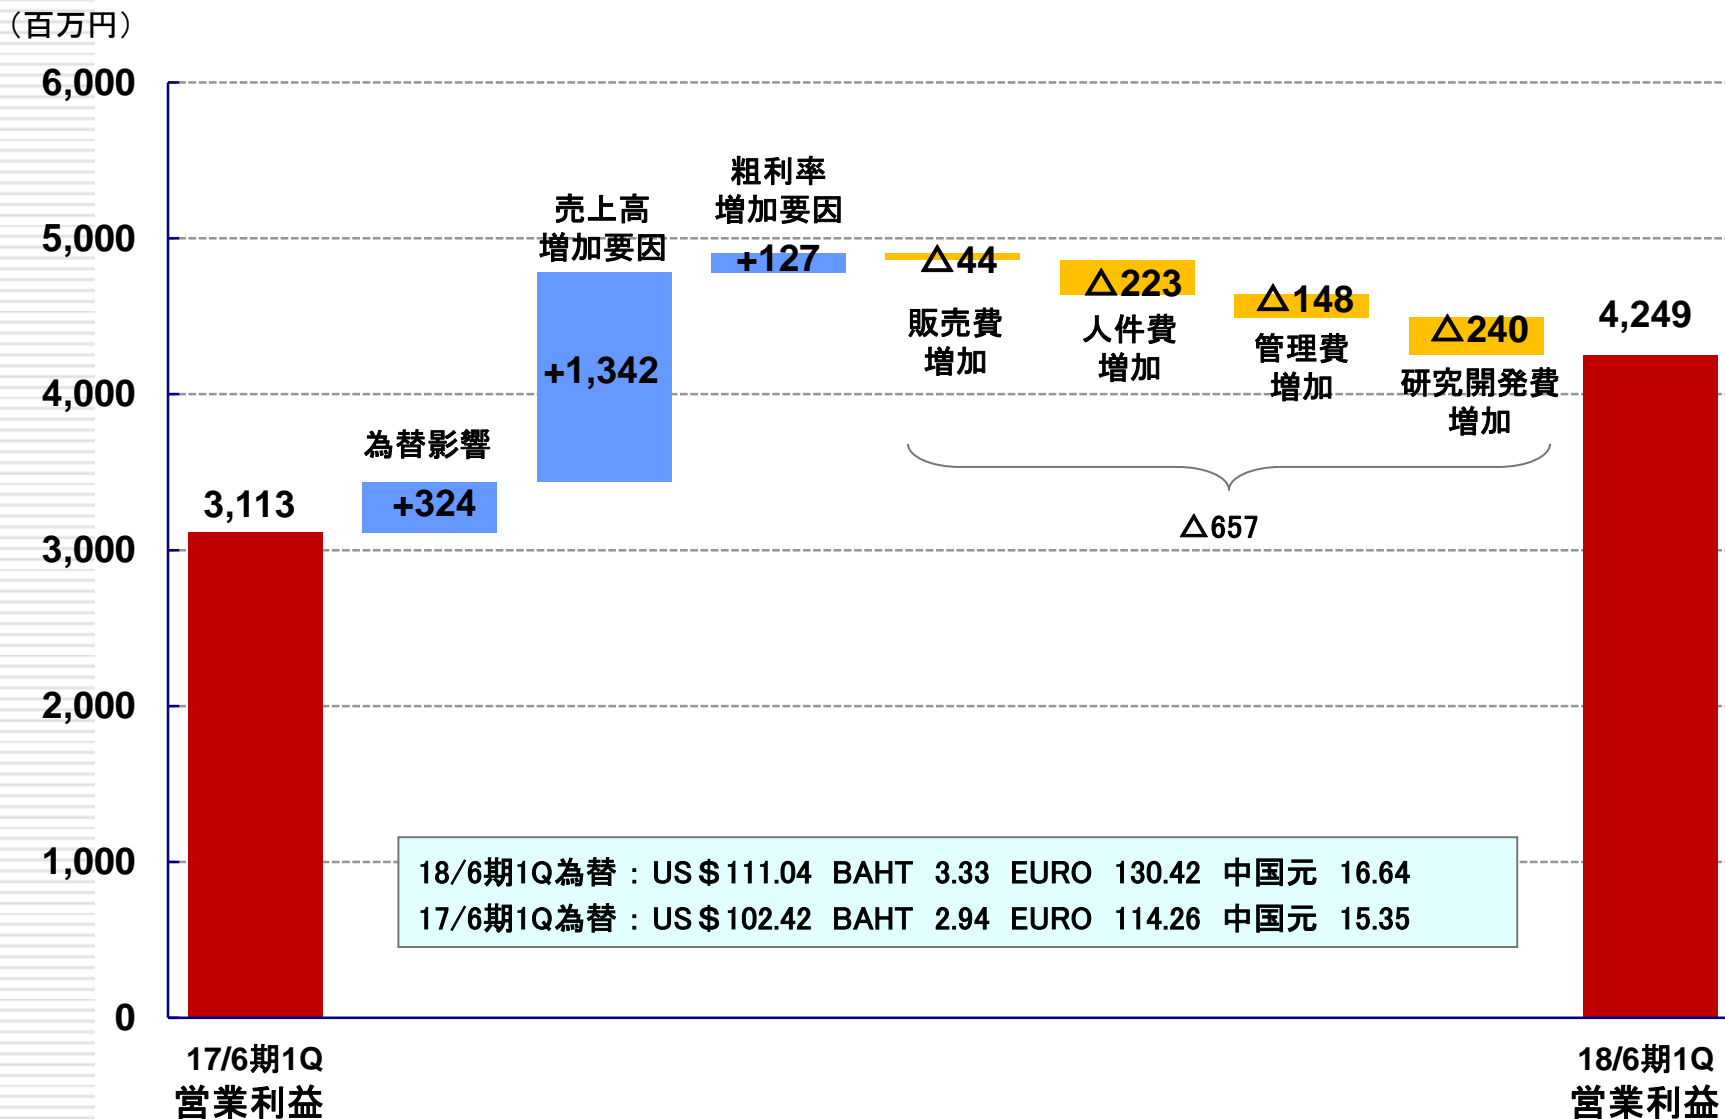 （百万円）
6,000
5,000
4,000
3,000
2,000
1,000
0
3,113
為替影響
+324
売上高
増加要因
+1,342
粗利率
増加要因
+127
△44
販売費
増加
△223
人件費
増加
△148
管理費
増加
△240
研究開発費
増加
△657
4,249
18/6期1Q為替：US＄111.04 BAHT 3.33 EURO 130.42 中国元 16.64
17/6期1Q為替：US＄102.42 BAHT 2.94 EURO 114.26 中国元 15.35
17/6期1Q
営業利益
18/6期1Q
営業利益